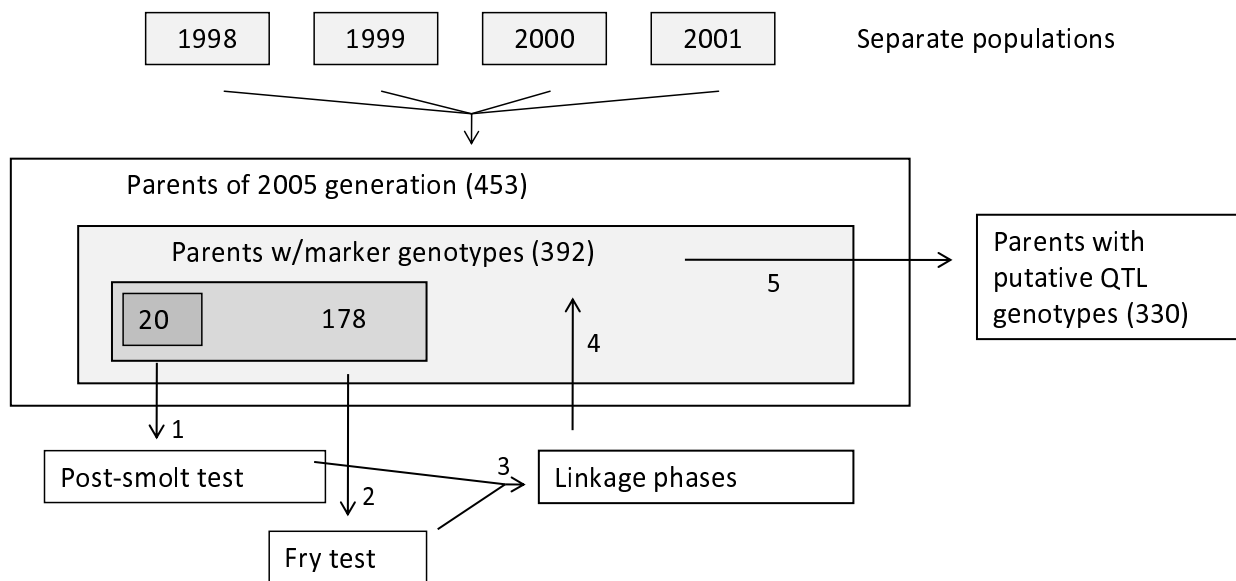 1998 1999 2000 2001 Separate populations
Parents of 2005 generation (453)
Parents w/marker genotypes (392)
Parents with
putative QTL
genotypes (330)
5
20 178
4
1
Post-smolt test
3
Linkage phases
2
Fry test